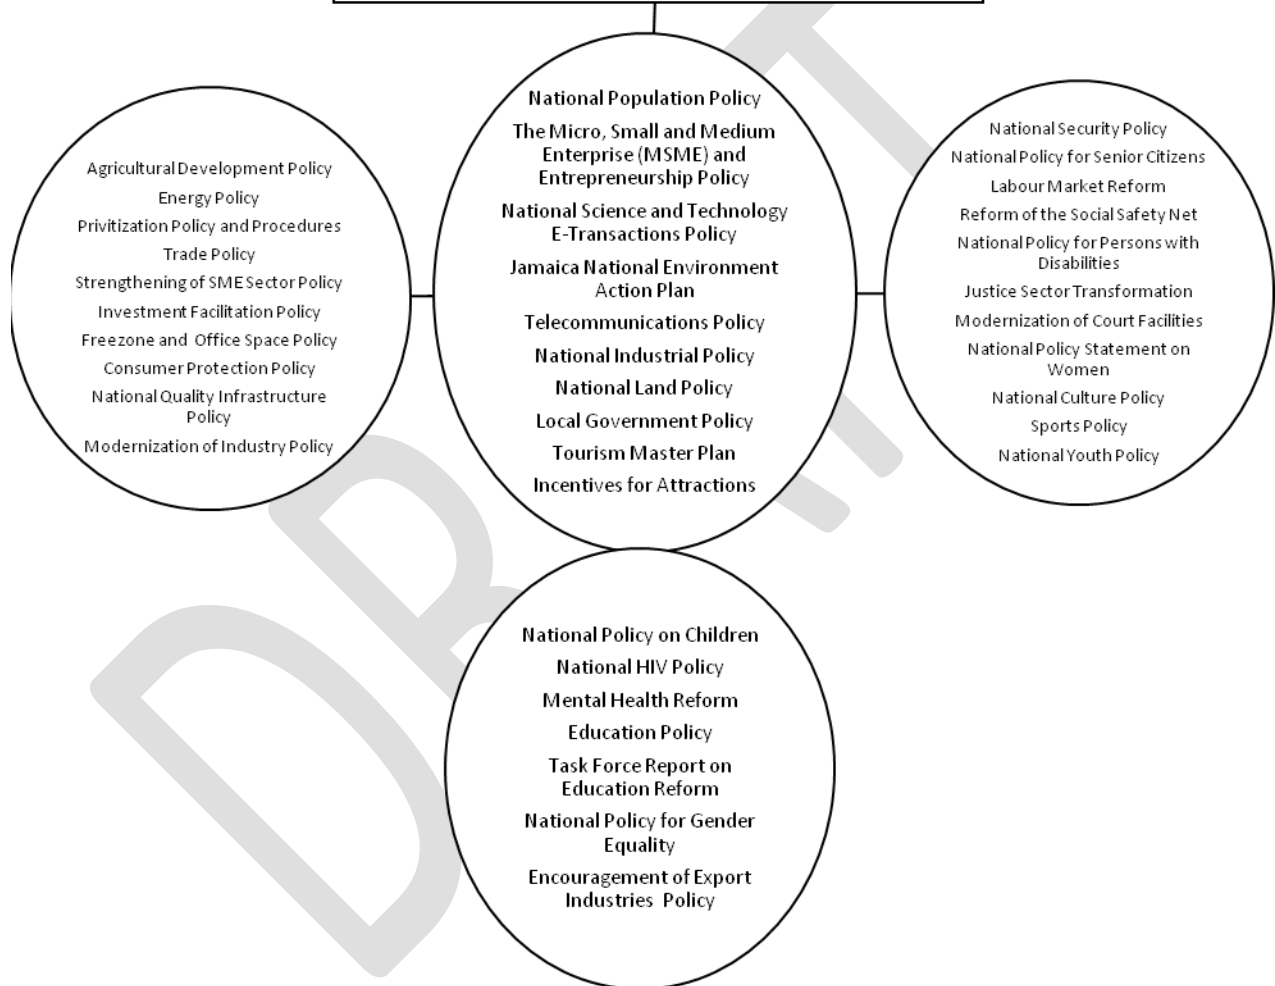 Agricultural Development Policy
Energy Policy
Privitization Policy and Procedures
Trade Policy
Strengthening of SME Sector Policy
Investment Facilitation Policy
Freezone and Office Space Policy
Consumer Protection Policy
National Quality Infrastructure
Policy
Modernization of Industry Policy
National Population Policy
The Micro, Small and Medium
Enterprise (MSME) and
Entrepreneurship Policy
National Science and Technology
E-Transactions Policy
Jamaica National Environment
Action Plan
Telecommunications Policy
National Industrial Policy
National Land Policy
Local Government Policy
Tourism Master Plan
Incentives for Attractions
National Security Policy
National Policy for Senior Citizens
Labour Market Reform
Reform of the Social Safety Net
National Policy for Persons with
Disabilities
Justice Sector Transformation
Modernization of Court Facilities
National Policy Statement on
Women
National Culture Policy
Sports Policy
National Youth Policy
National Policy on Children
National HIV Policy
Mental Health Reform
Education Policy
Task Force Report on
Education Reform
National Policy for Gender
Equality
Encouragement of Export
Industries Policy
DRAFT